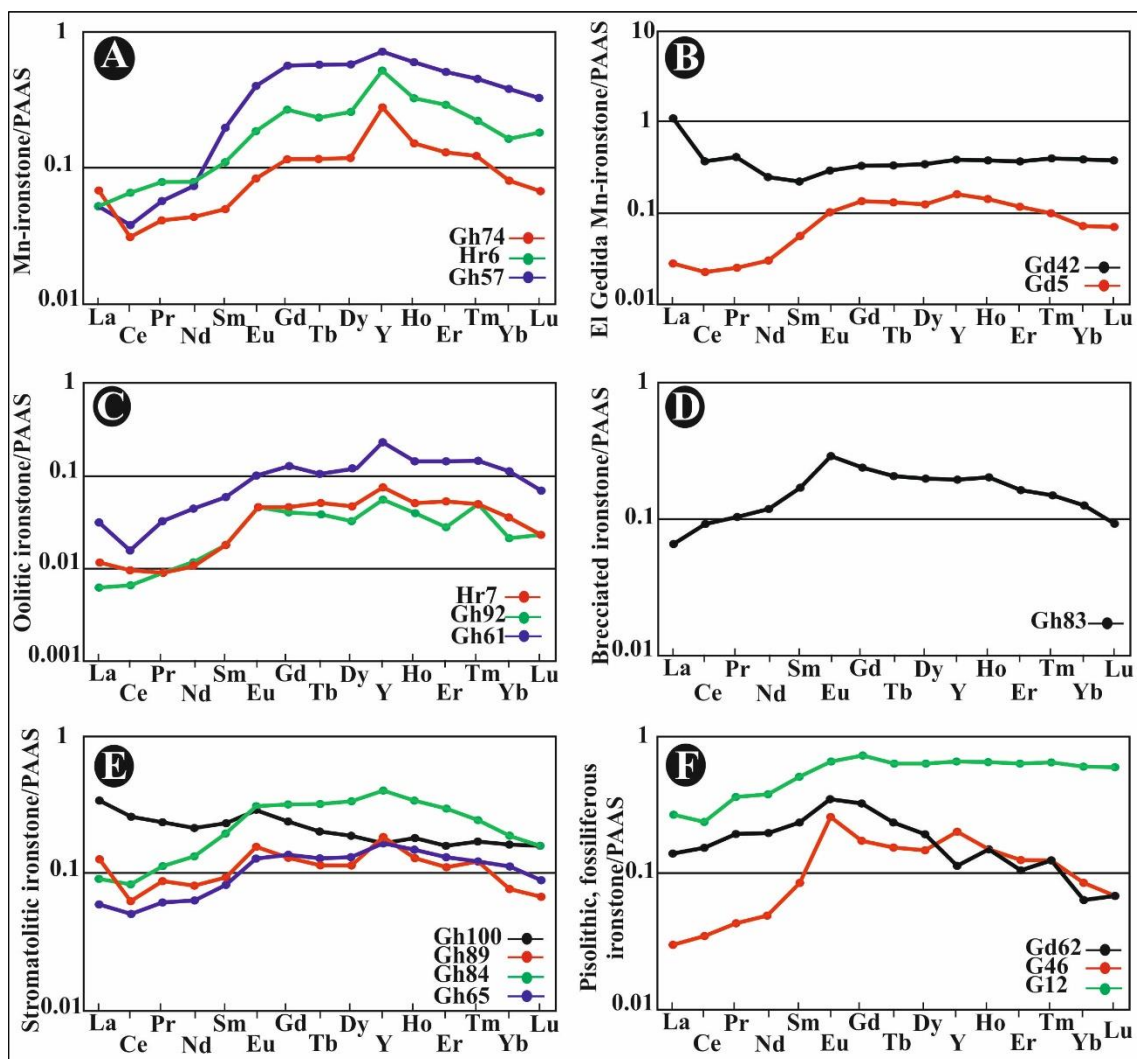 A
Mn-ironstone/PAAS
1
0.1
0.01
Gh74
Hr6
Gh57
La Ce Pr Nd Sm Eu Gd Tb Dy Y Ho Er Tm Yb Lu
B
El Gedida Mn-ironstone/PAAS
10
1
0.1
0.01
Gd42
Gd5
La Ce Pr Nd Sm Eu Gd Tb Dy Y Ho Er Tm Yb Lu
C
Oolitic ironstone/PAAS
1
0.1
0.01
0.001
Hr7
Gh92
Gh61
La Ce Pr Nd Sm Eu Gd Tb Dy Y Ho Er Tm Yb Lu
D
Brecciated ironstone/PAAS
1
0.1
0.01
Gh83
La Ce Pr Nd Sm Eu Gd Tb Dy Y Ho Er Tm Yb Lu
E
Stromatolitic ironstone/PAAS
1
0.1
0.01
Gh100
Gh89
Gh84
Gh65
La Ce Pr Nd Sm Eu Gd Tb Dy Y Ho Er Tm Yb Lu
F
Pisolithic, fossiliferous
ironstone/PAAS
1
0.1
0.01
Gd62
G46
G12
La Ce Pr Nd Sm Eu Gd Tb Dy Y Ho Er Tm Yb Lu